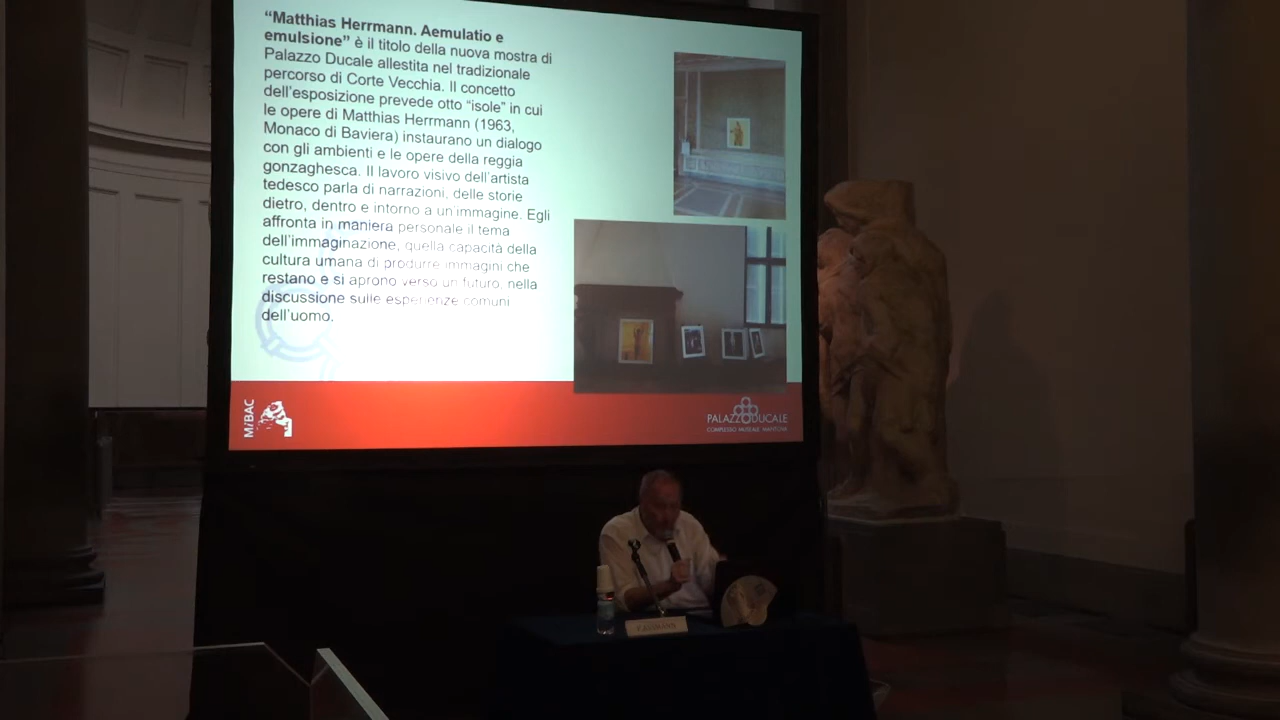 “Matthias Herrmann. Aemulatio e
emulsione” è il titolo della nuova mostra di
Palazzo Ducale allestita nel tradizionale
percorso di Corte Vecchia. Il concetto
dell’esposizione prevede otto “isole” in cui
le opere di Matthias Herrmann (1963,
Monaco di Baviera) instaurano un dialogo
con gli ambienti e le opere della reggia
gonzaghesca. Il lavoro visivo dell’artista
tedesco parla di narrazioni, delle storie
dietro, dentro e intorno a un’immagine. Egli
affronta in maniera personale il tema
dell’immaginazione, quella capacità della
cultura umana di produrre immagini che
restano e si aprono verso un futuro, nella
discussione sulle esperienze comuni
dell’uomo.
MiBAC
PALAZZO DUCALE
COMPLESSO MUSEALE MANTOVA